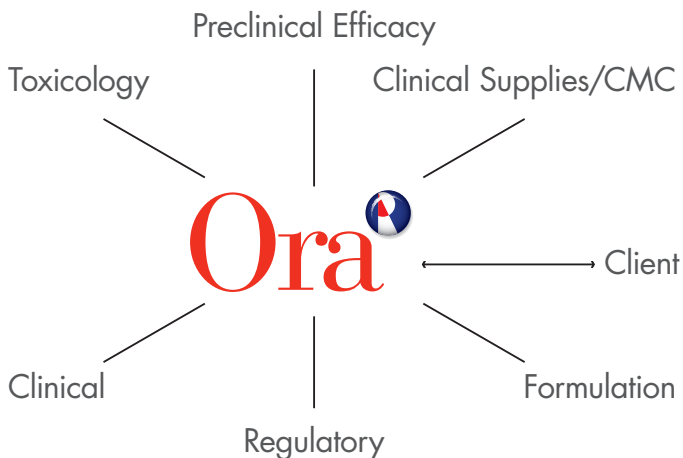 Preclinical Efficacy
Toxicology
Clinical Supplies/CMC
Ora
Client
Clinical
Formulation
Regulatory